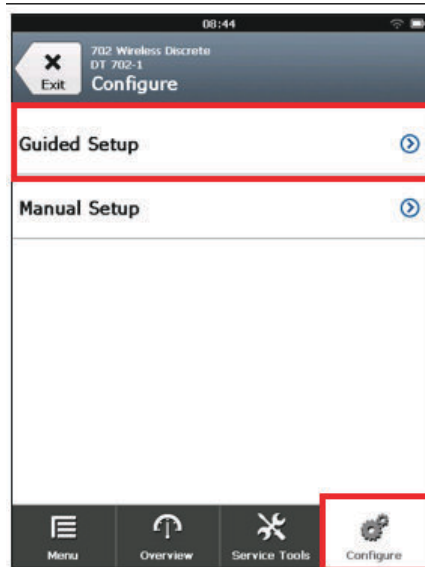 08:44
702 Wireless Discrete
DT 702-1
Exit
Configure
Guided Setup
Manual Setup
Menu
Overview
Service Tools
Configure